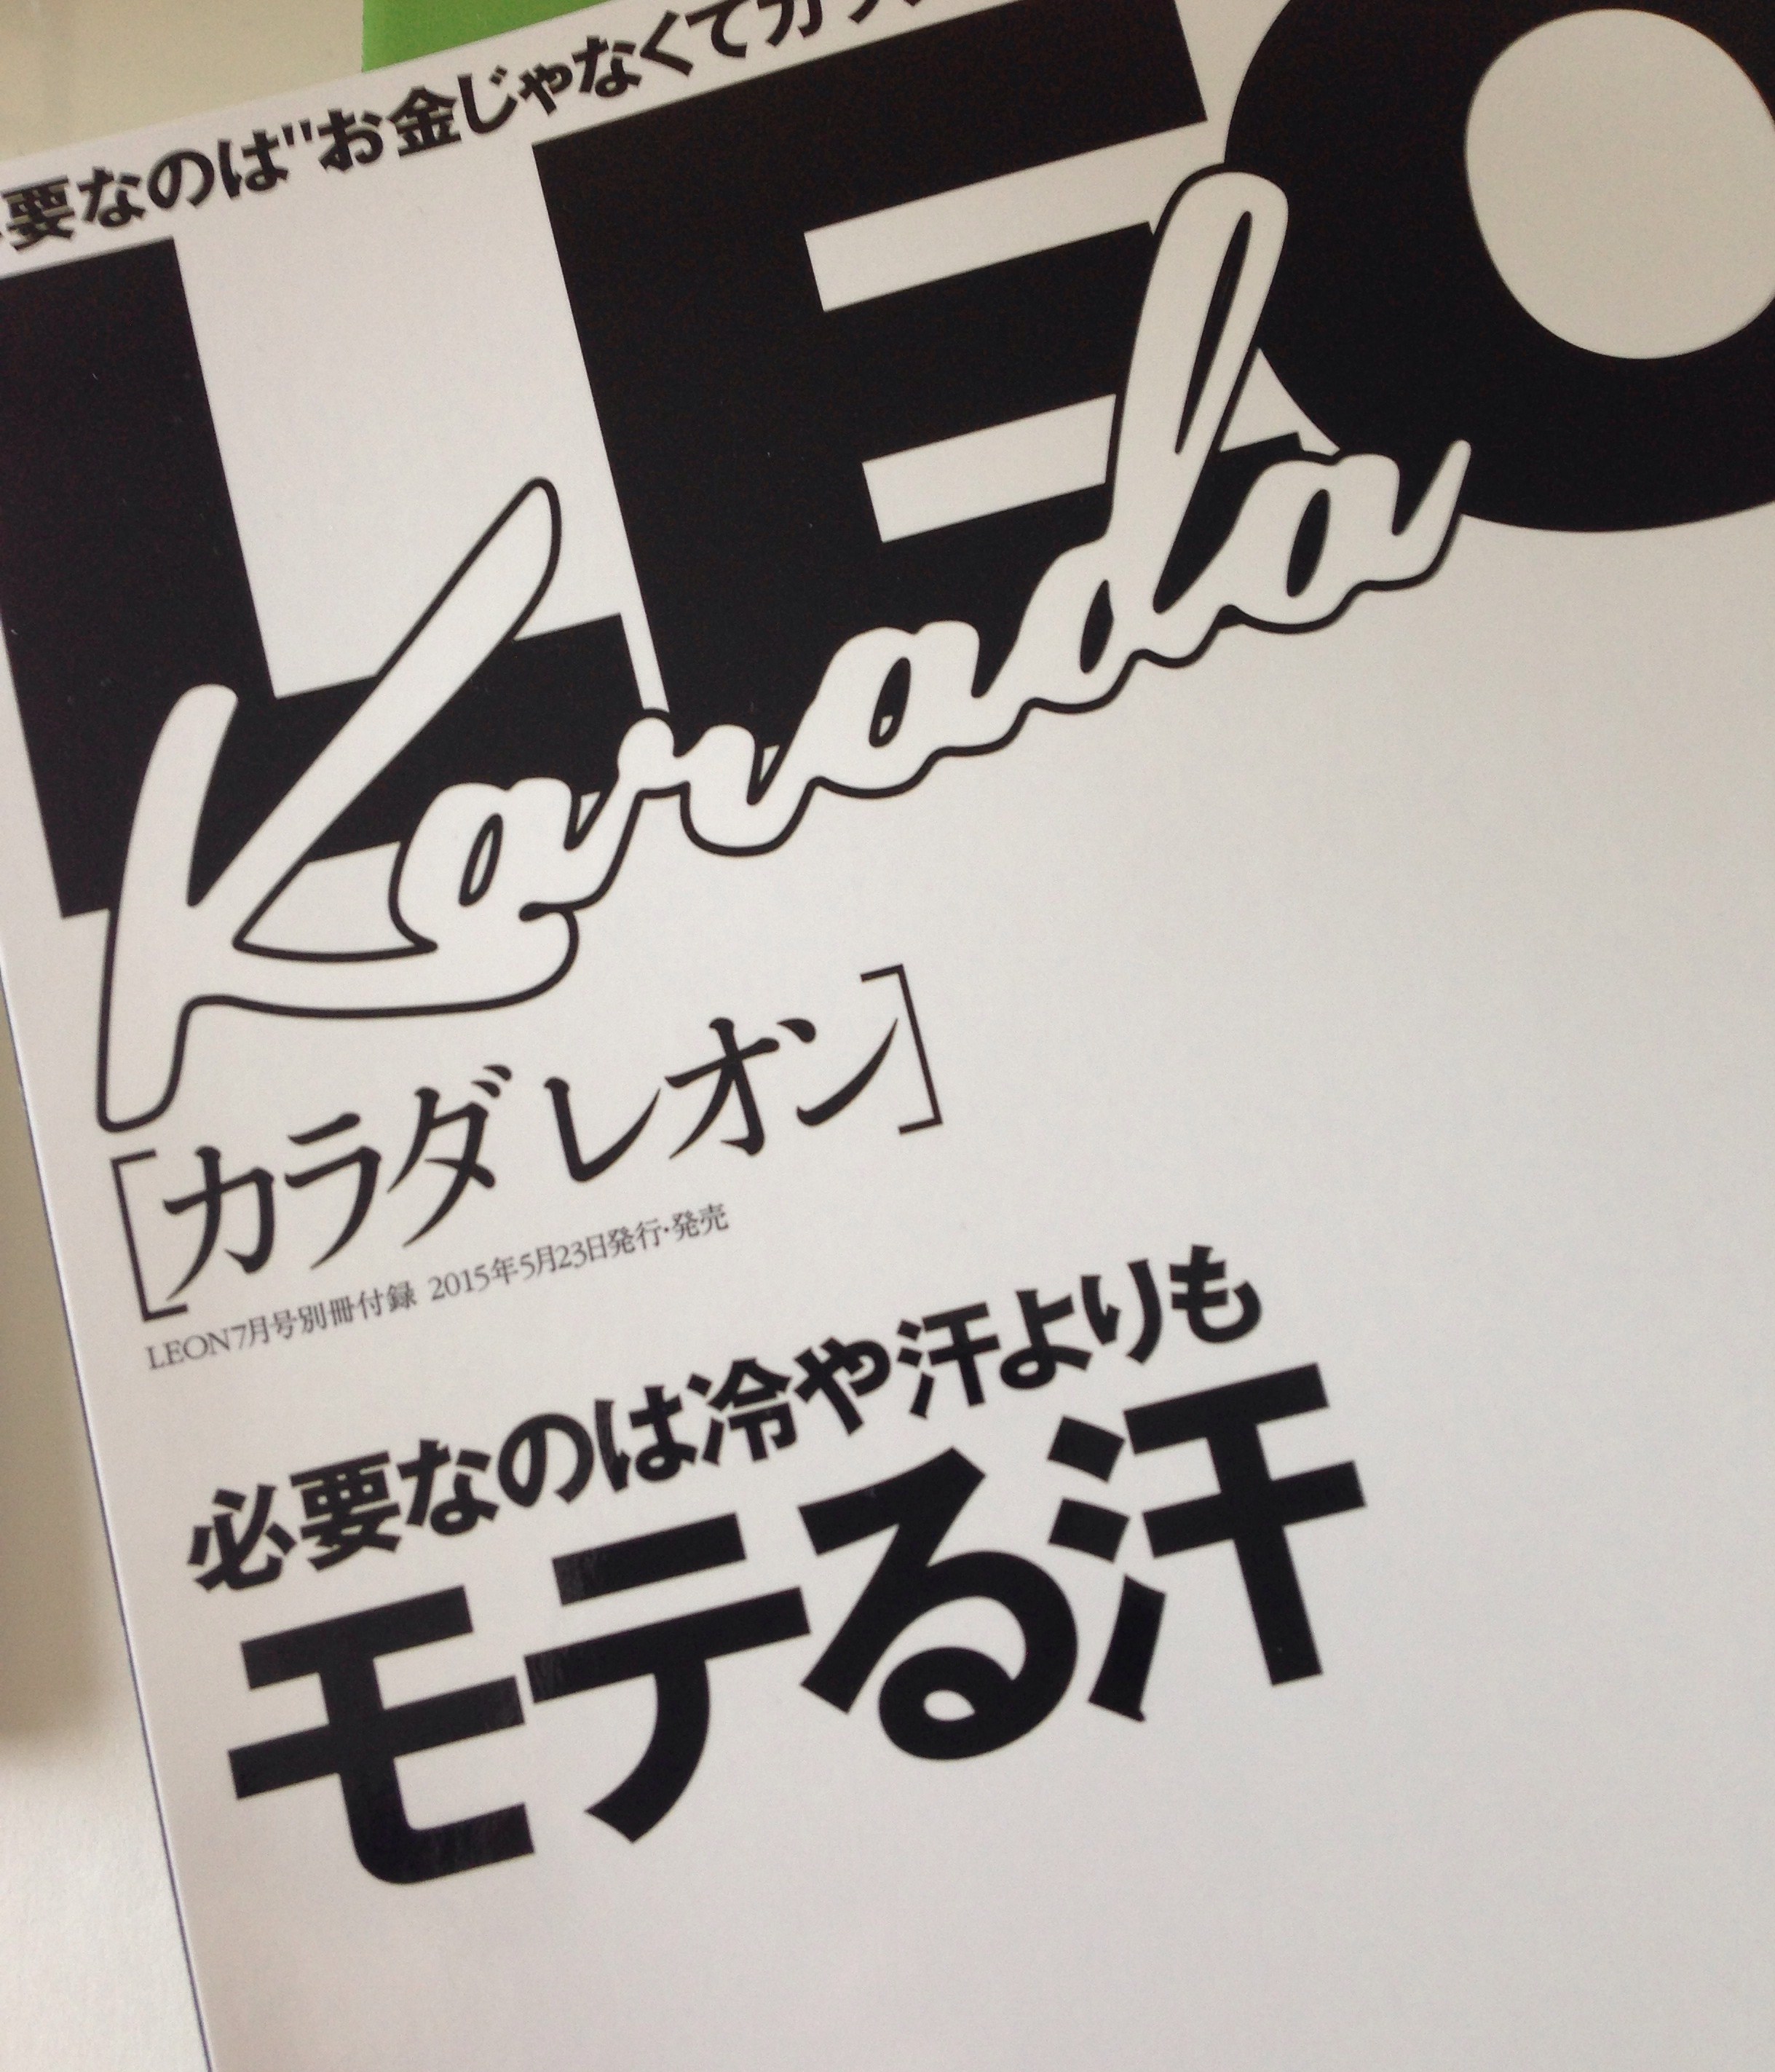 要なのは"お金じゃなくてカラ
LEO
Karada
[カラダ レオン]
LEON7月号別冊付録 2015年5月23日発行・発売
必要なのは冷や汗よりも
モテる汗